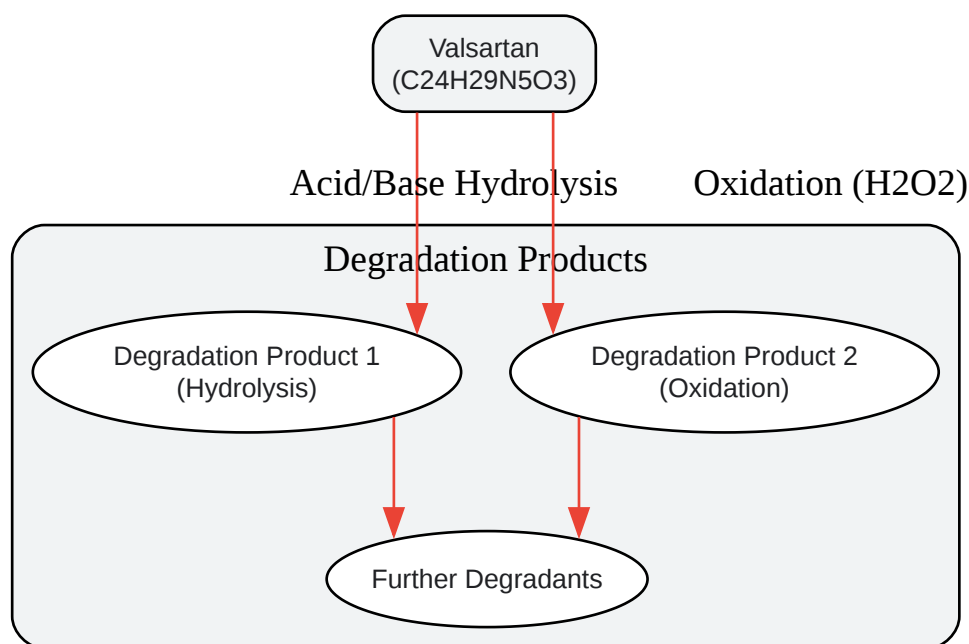 Valsartan
(C24H29N5O3)
Acid/Base Hydrolysis
Oxidation (H2O2)
Degradation Products
Degradation Product 1
(Hydrolysis)
Degradation Product 2
(Oxidation)
Further Degradants